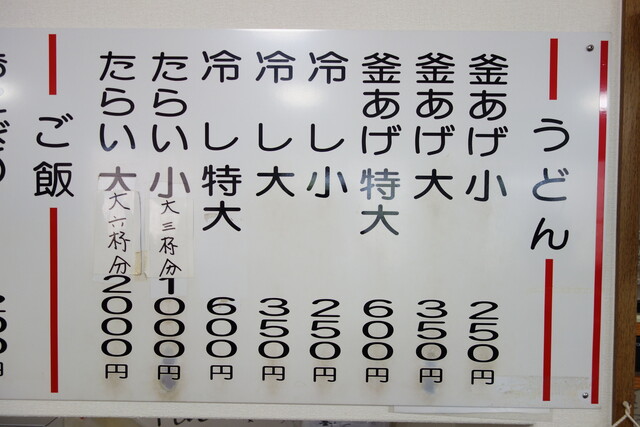 うどん
釜あげ小 250円
釜あげ大 350円
釜あげ特大 600円
冷し小 250円
冷し大 350円
冷し特大 600円
たらい小 大三杯分 1000円
たらい大 大六杯分 2000円
ご飯